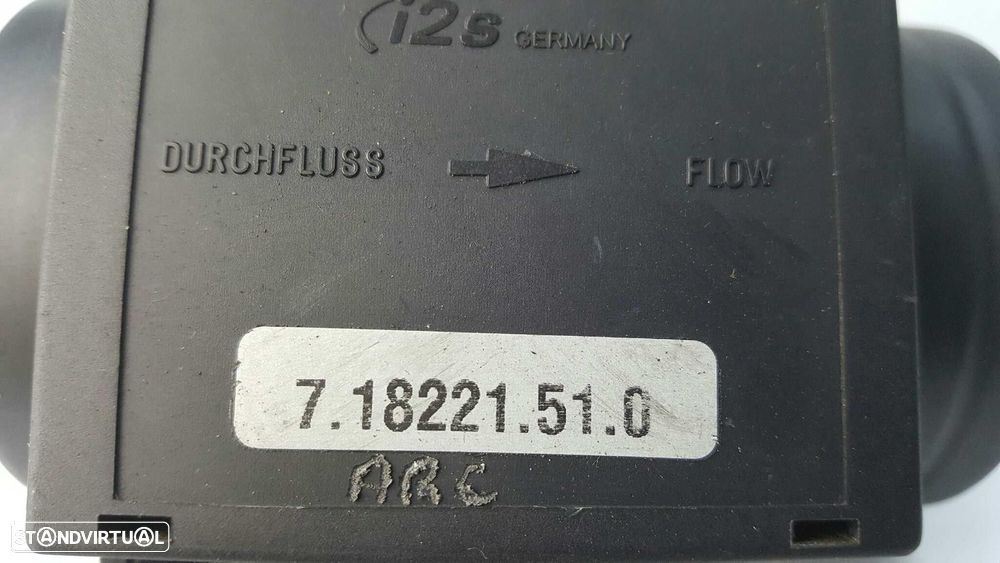 i2s GERMANY
DURCHFLUSS FLOW
7.18221.51.0
ARC
STANDVIRTUAL